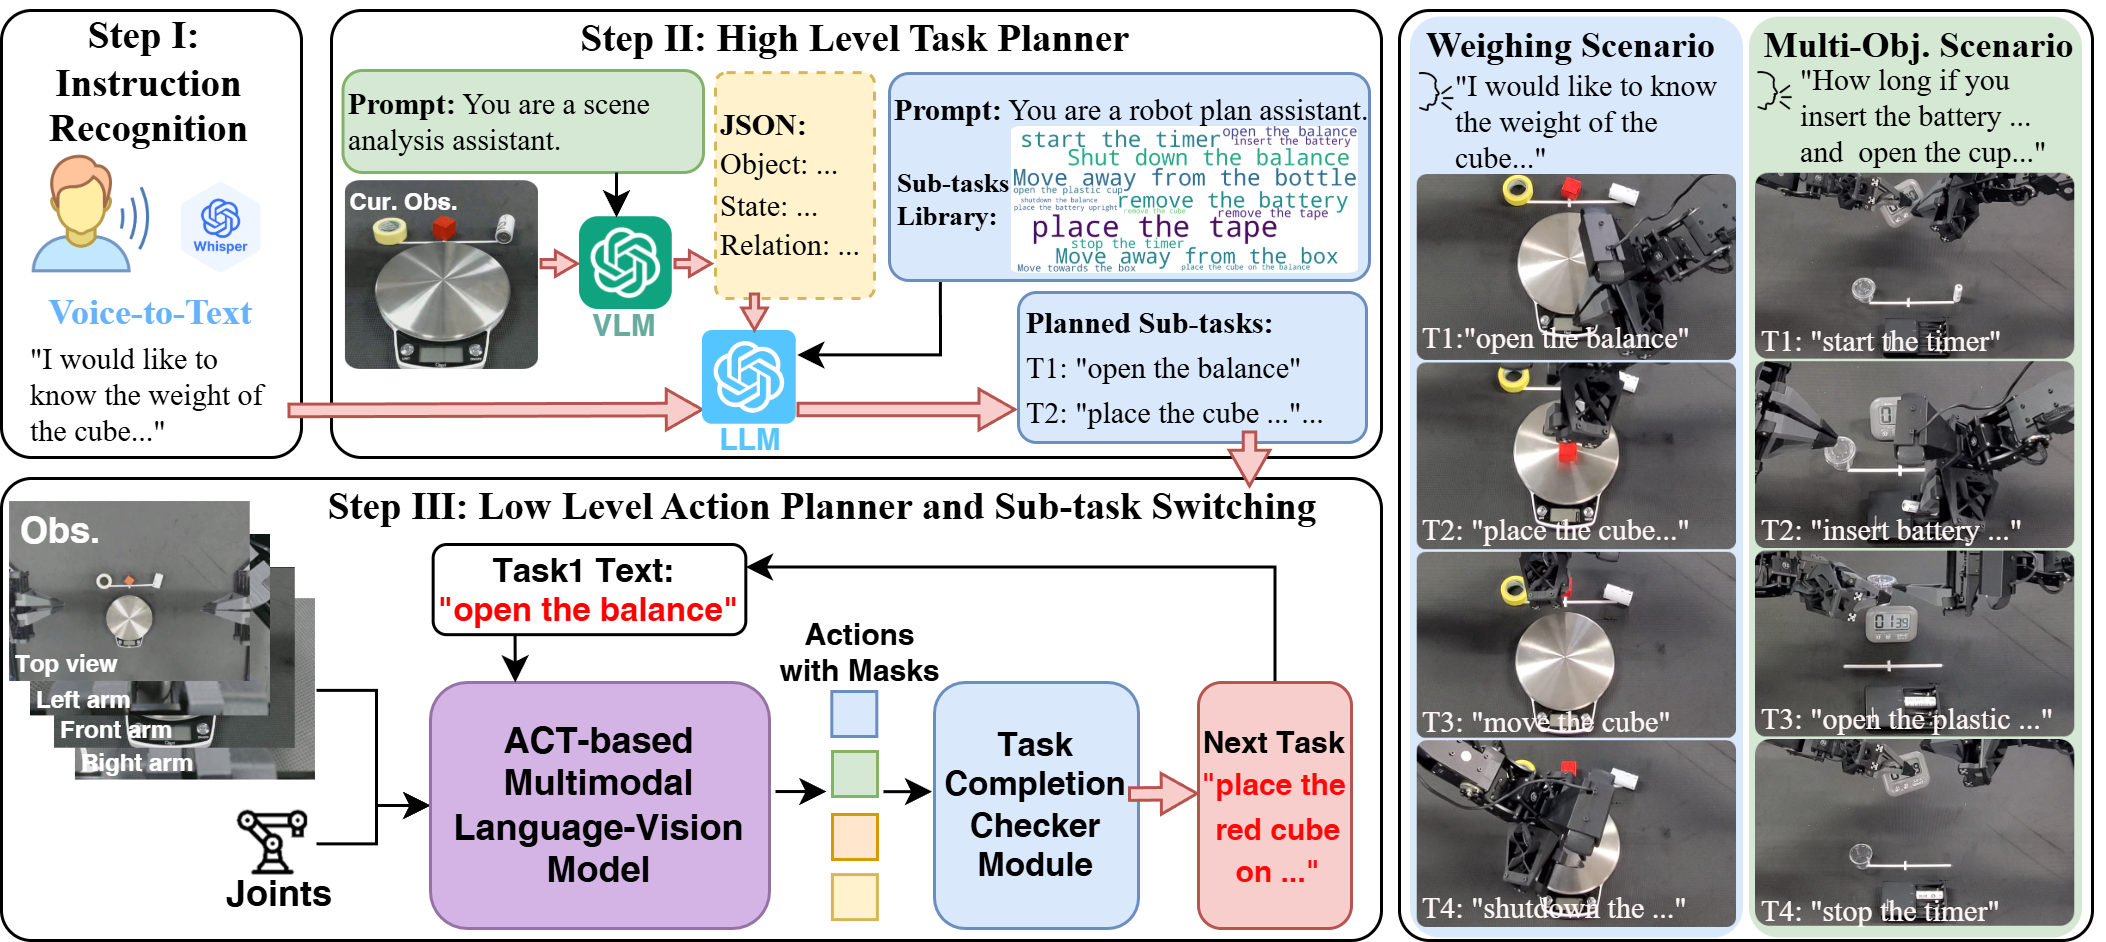 Step I:
Instruction
Recognition
Whisper
Voice-to-Text
"I would like to
know the weight of
the cube..."
Step II: High Level Task Planner
Prompt: You are a scene
analysis assistant.
Cur. Obs.
VLM
JSON:
Object: ...
State: ...
Relation: ...
LLM
Prompt: You are a robot plan assistant.
Sub-tasks
Library:
start the timer
open the balance
insert the battery
Shut down the balance
Move away from the bottle
open the plastic cup
shutdown the balance
place the battery upright
remove the battery
remove the cube
remove the tape
place the tape
stop the timer
Move away from the box
Move towards the box
place the cube on the balance
Planned Sub-tasks:
T1: "open the balance"
T2: "place the cube ..."...
Step III: Low Level Action Planner and Sub-task Switching
Obs.
Top view
Left arm
Front arm
Right arm
Joints
Task1 Text:
"open the balance"
ACT-based
Multimodal
Language-Vision
Model
Actions
with Masks
Task
Completion
Checker
Module
Next Task
"place the
red cube
on ..."
Weighing Scenario
"I would like to know
the weight of the
cube..."
T1:"open the balance"
T2: "place the cube..."
T3: "move the cube"
T4: "shutdown the ..."
Multi-Obj. Scenario
"How long if you
insert the battery ...
and open the cup..."
T1: "start the timer"
T2: "insert battery ..."
0139
T3: "open the plastic ..."
T4: "stop the timer"